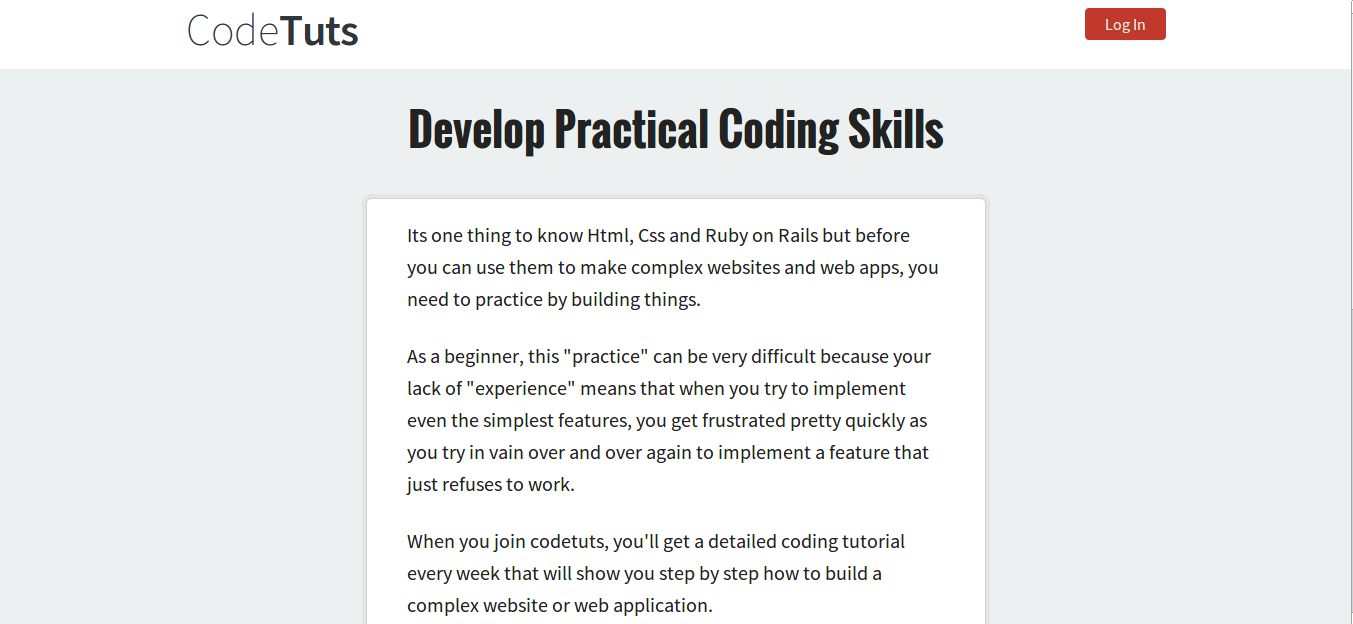 CodeTuts
Log In
Develop Practical Coding Skills
Its one thing to know Html, Css and Ruby on Rails but before
you can use them to make complex websites and web apps, you
need to practice by building things.
As a beginner, this "practice" can be very difficult because your
lack of "experience" means that when you try to implement
even the simplest features, you get frustrated pretty quickly as
you try in vain over and over again to implement a feature that
just refuses to work.
When you join codetuts, you'll get a detailed coding tutorial
every week that will show you step by step how to build a
complex website or web application.